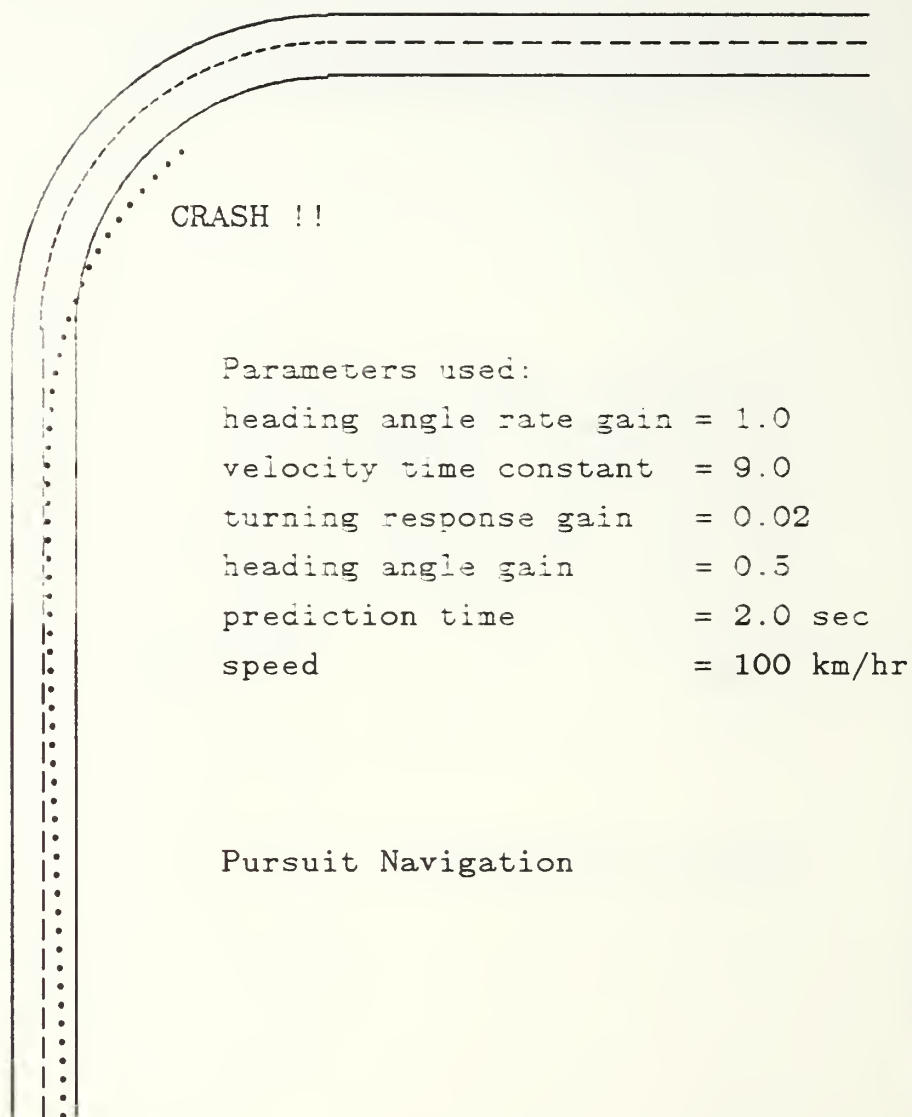 CRASH !!
Parameters used:
heading angle rate gain = 1.0
velocity time constant = 9.0
turning response gain = 0.02
heading angle gain = 0.5
prediction time = 2.0 sec
speed = 100 km/hr
Pursuit Navigation